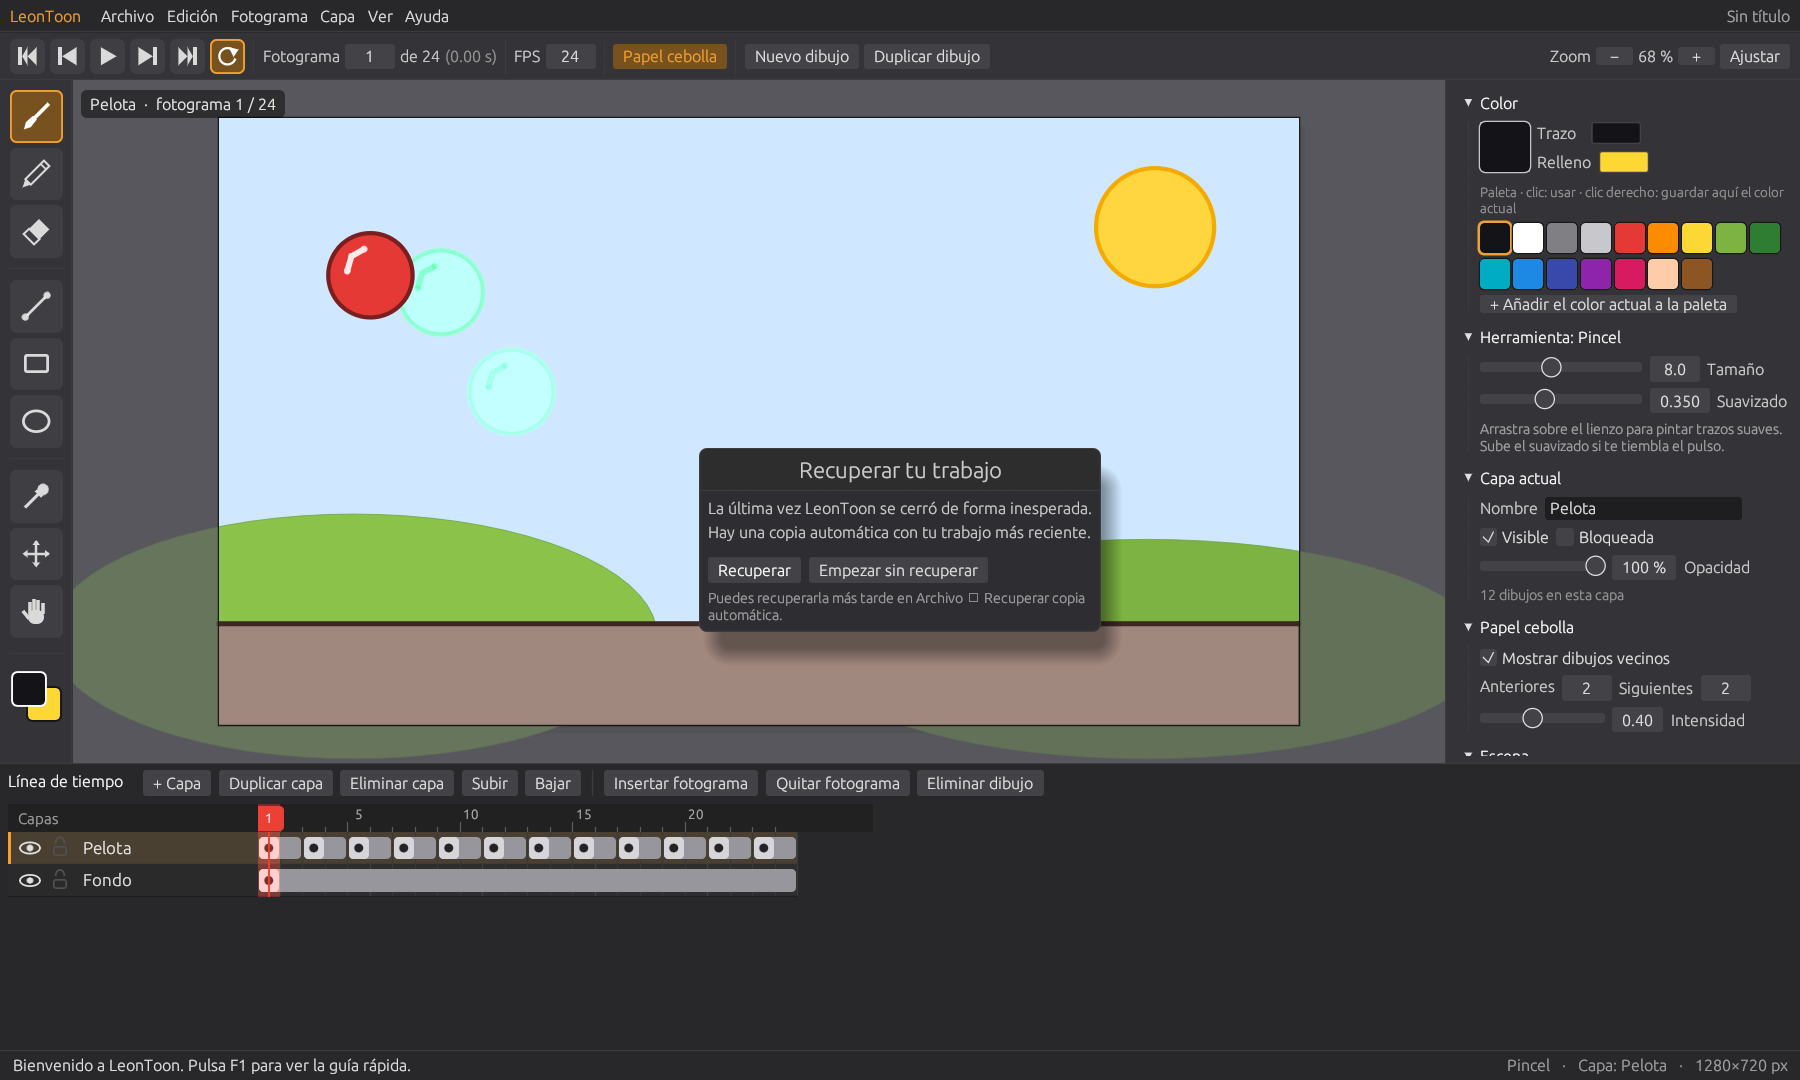 LeonToon Archivo Edición Fotograma Capa Ver Ayuda Sin título
Fotograma 1 de 24 (0.00 s) FPS 24 Papel cebolla Nuevo dibujo Duplicar dibujo Zoom − 68 % + Ajustar
Pelota · fotograma 1 / 24
Color
Trazo
Relleno
Paleta · clic: usar · clic derecho: guardar aquí el color
actual
+ Añadir el color actual a la paleta
Herramienta: Pincel
8.0 Tamaño
0.350 Suavizado
Arrastra sobre el lienzo para pintar trazos suaves.
Sube el suavizado si te tiembla el pulso.
Capa actual
Nombre Pelota
Visible Bloqueada
100 % Opacidad
12 dibujos en esta capa
Papel cebolla
Mostrar dibujos vecinos
Anteriores 2 Siguientes 2
0.40 Intensidad
Escena
Recuperar tu trabajo
La última vez LeonToon se cerró de forma inesperada.
Hay una copia automática con tu trabajo más reciente.
Recuperar Empezar sin recuperar
Puedes recuperarla más tarde en Archivo □ Recuperar copia
automática.
Línea de tiempo + Capa Duplicar capa Eliminar capa Subir Bajar Insertar fotograma Quitar fotograma Eliminar dibujo
Capas 1 5 10 15 20
Pelota
Fondo
Bienvenido a LeonToon. Pulsa F1 para ver la guía rápida. Pincel · Capa: Pelota · 1280×720 px